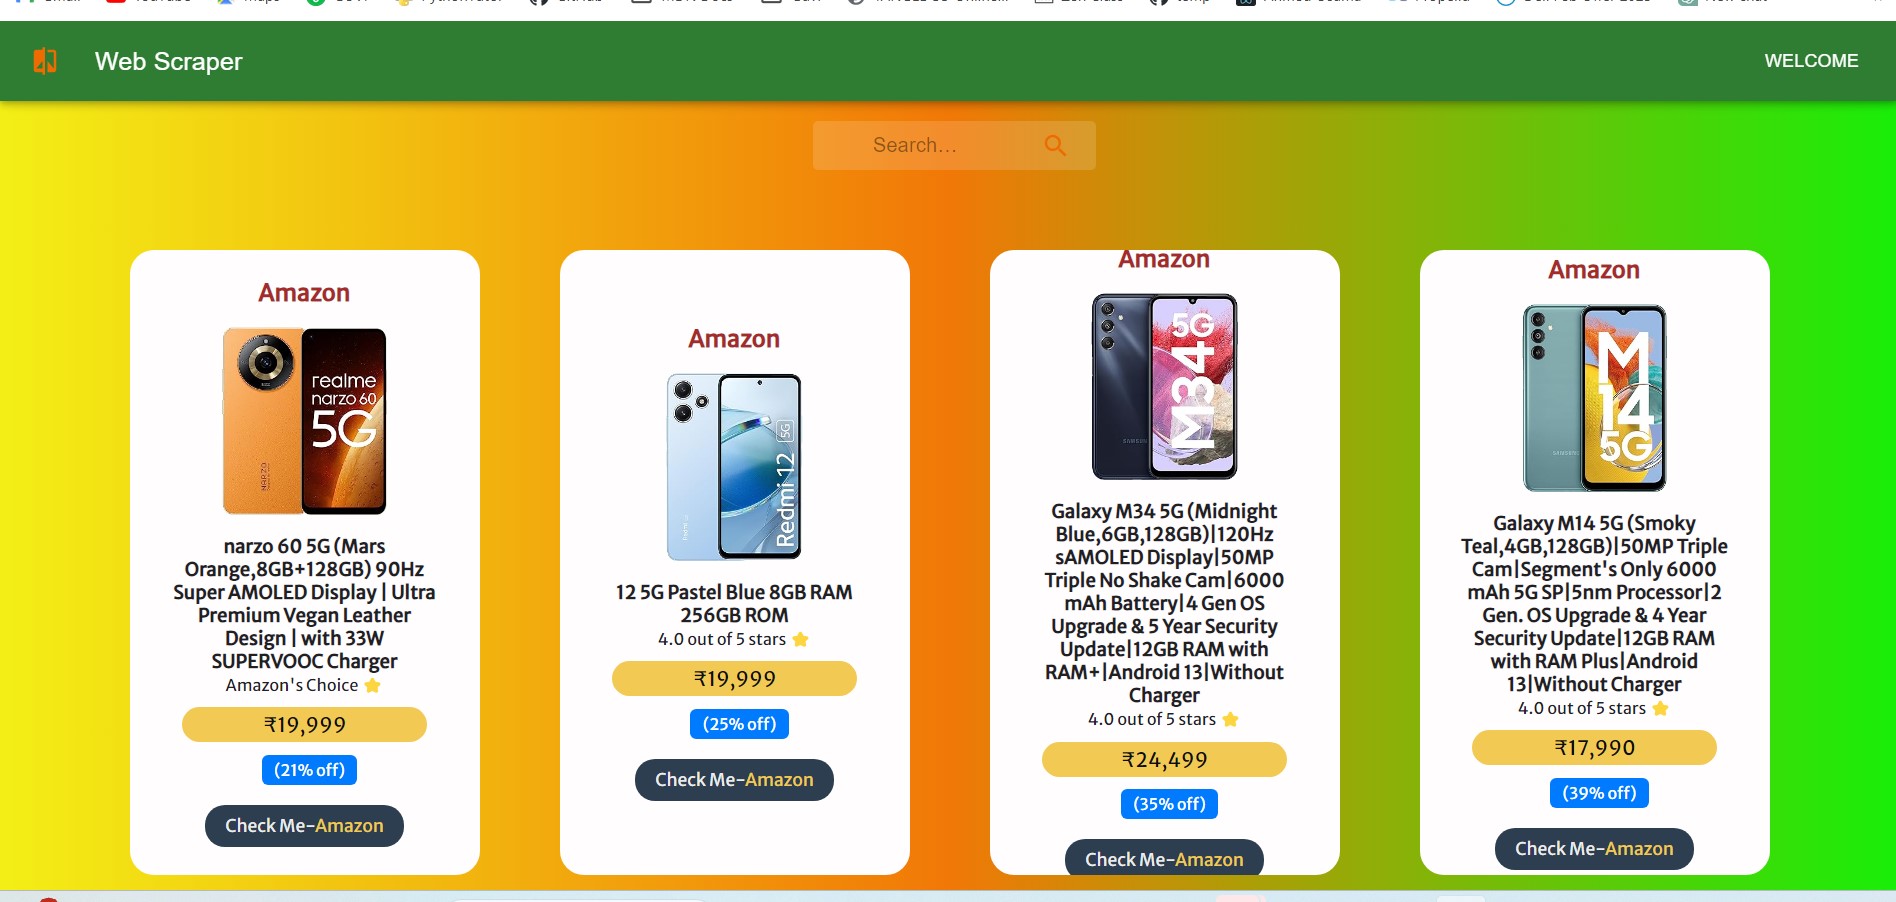 Web Scraper
WELCOME
Search...
Amazon
realme
narzo 60
5G
NARZO
narzo 60 5G (Mars
Orange,8GB+128GB) 90Hz
Super AMOLED Display | Ultra
Premium Vegan Leather
Design | with 33W
SUPERVOOC Charger
Amazon's Choice
₹19,999
(21% off)
Check Me-Amazon
Amazon
Redmi 12 5G
12 5G Pastel Blue 8GB RAM
256GB ROM
4.0 out of 5 stars
₹19,999
(25% off)
Check Me-Amazon
Amazon
5G
M34
SAMSUNG
Galaxy M34 5G (Midnight
Blue,6GB,128GB)|120Hz
sAMOLED Display|50MP
Triple No Shake Cam|6000
mAh Battery|4 Gen OS
Upgrade & 5 Year Security
Update|12GB RAM with
RAM+|Android 13|Without
Charger
4.0 out of 5 stars
₹24,499
(35% off)
Check Me-Amazon
Amazon
M
14
5G
SAMSUNG
Galaxy M14 5G (Smoky
Teal,4GB,128GB)|50MP Triple
Cam|Segment's Only 6000
mAh 5G SP|5nm Processor|2
Gen. OS Upgrade & 4 Year
Security Update|12GB RAM
with RAM Plus|Android
13|Without Charger
4.0 out of 5 stars
₹17,990
(39% off)
Check Me-Amazon